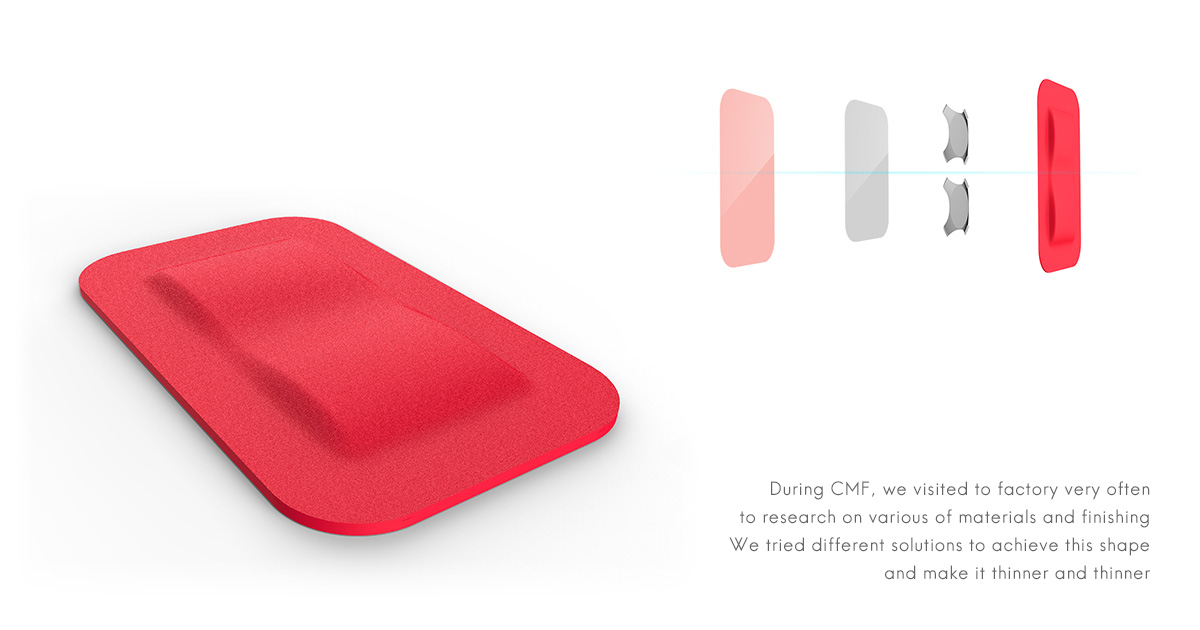 During CMF, we visited to factory very often
to research on various of materials and finishing
We tried different solutions to achieve this shape
and make it thinner and thinner